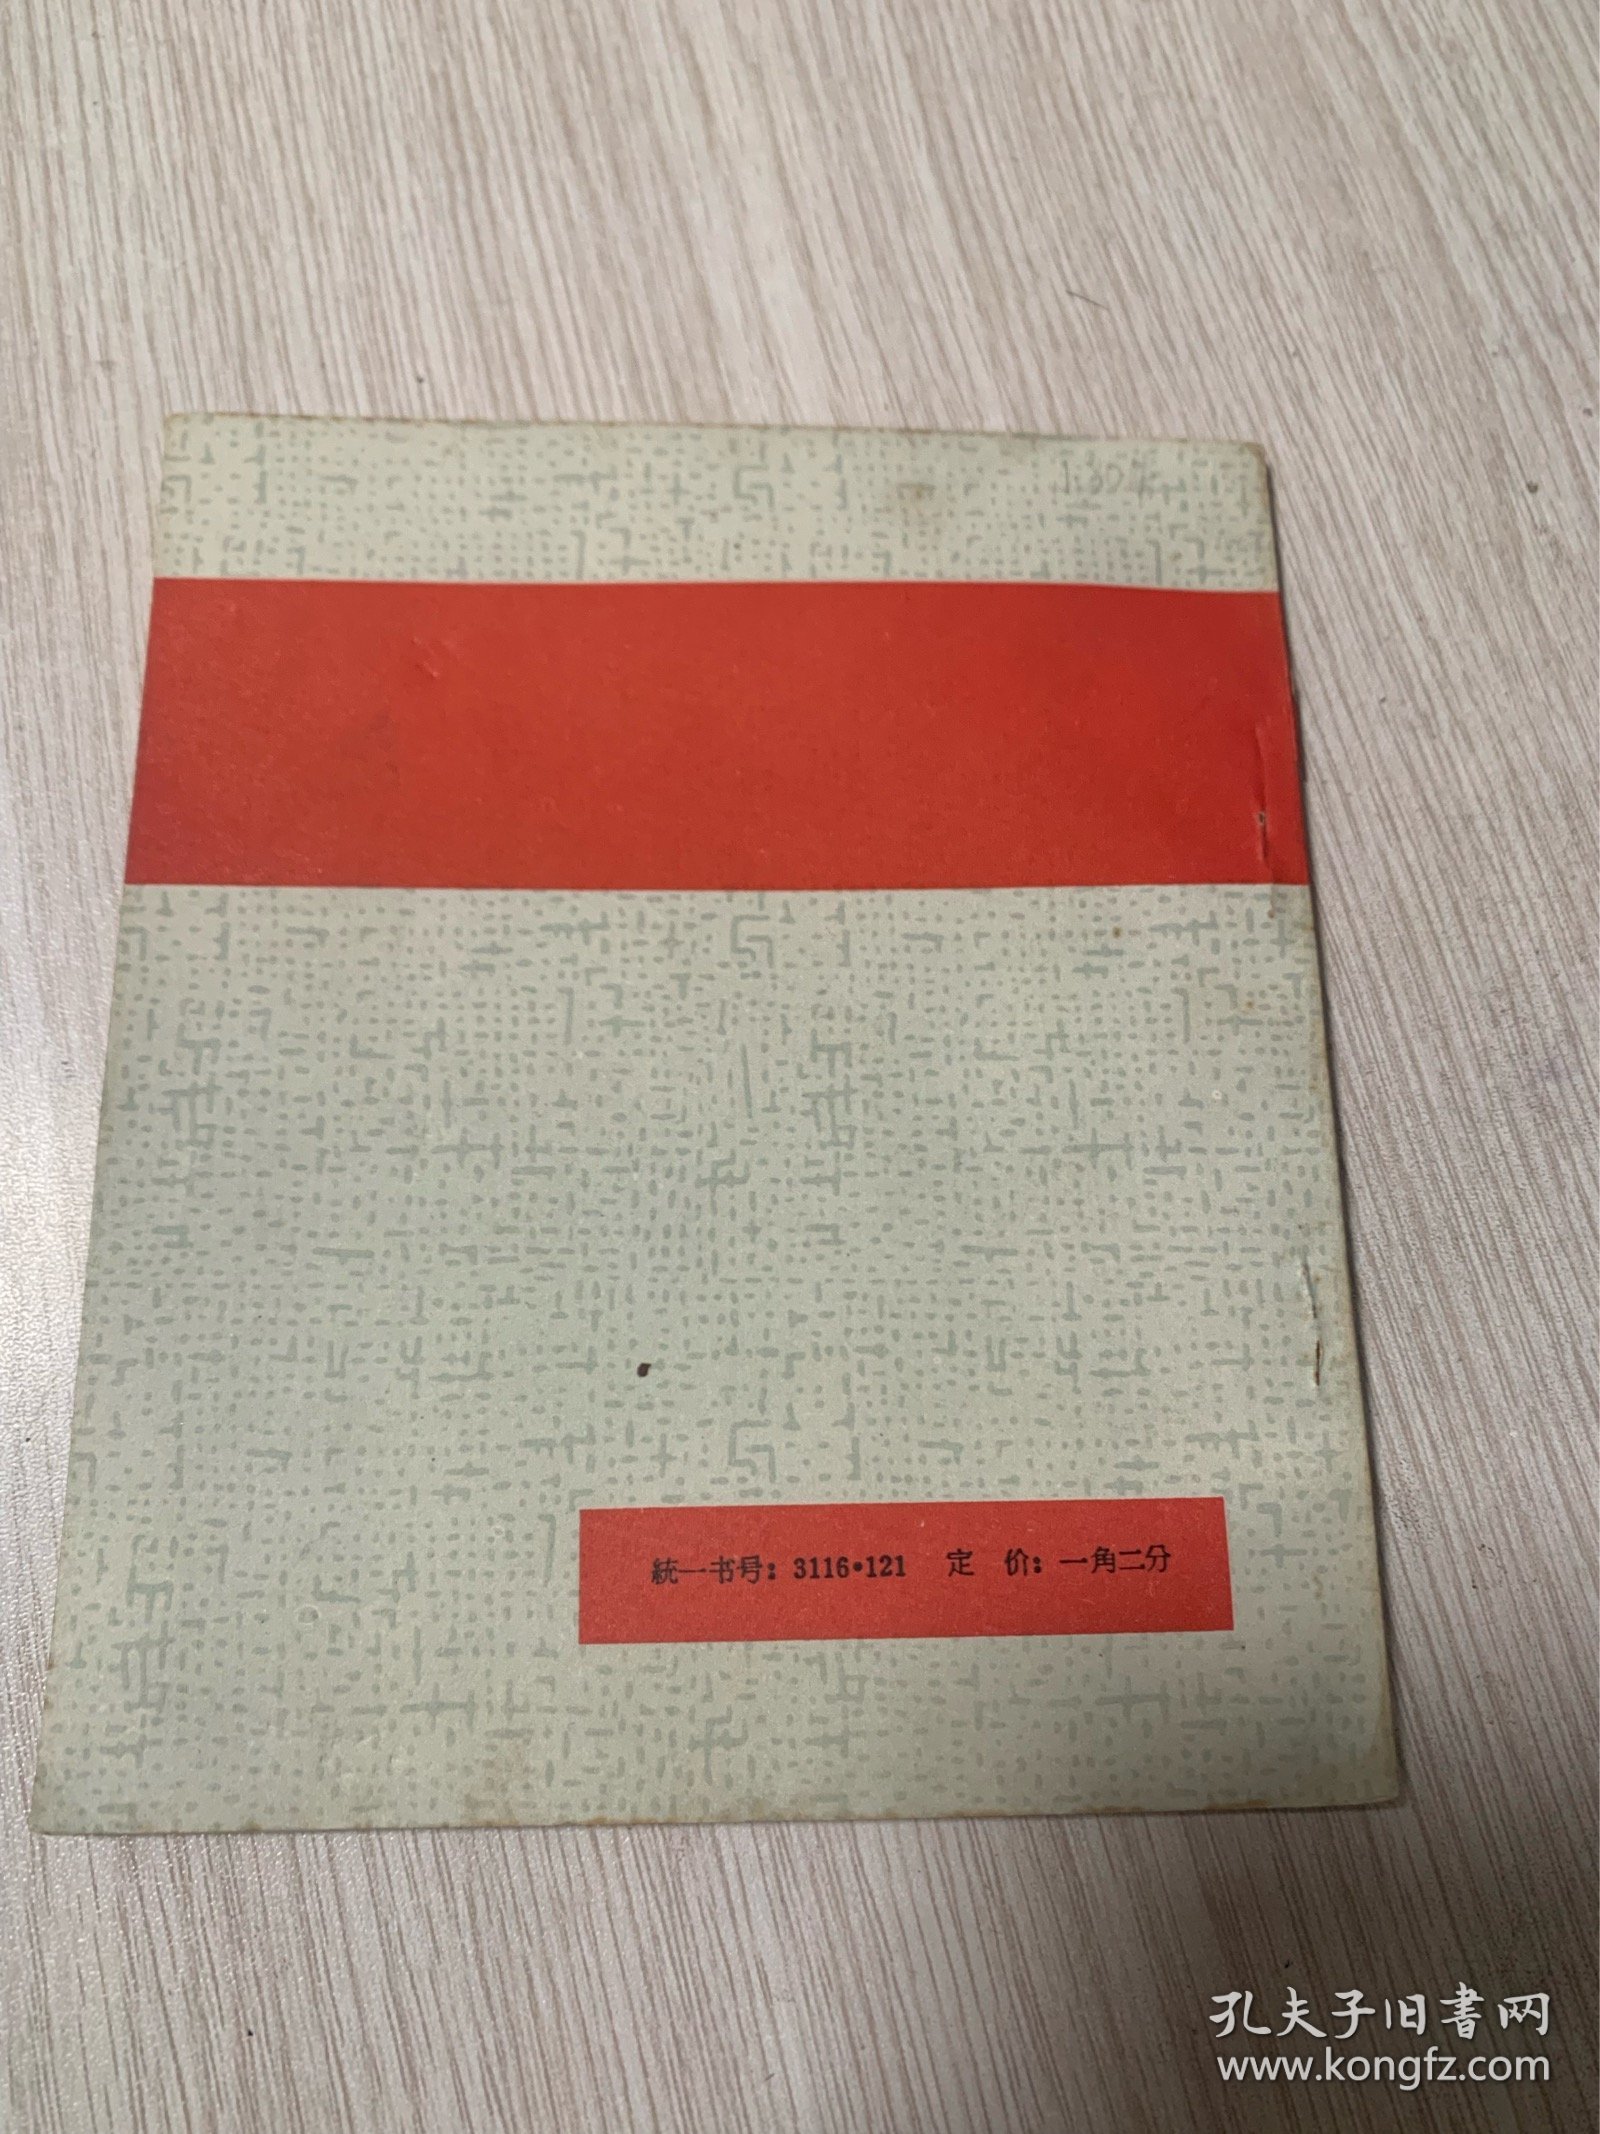 統一书号：3116·121 定 价：一角二分
孔夫子旧書网
www.kongfz.com